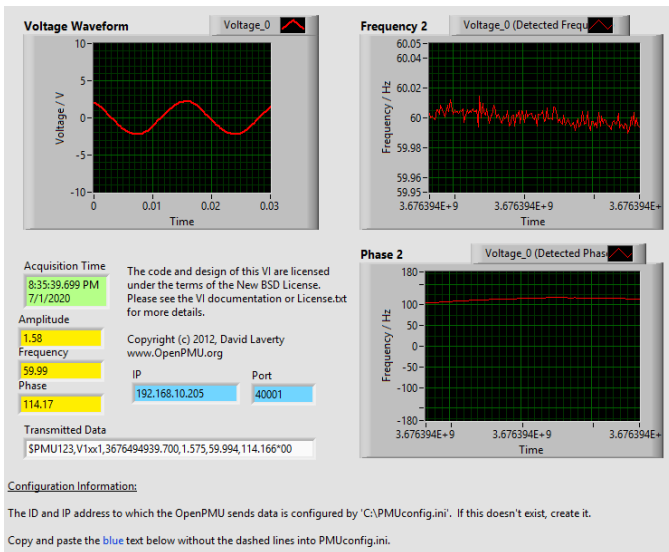 Voltage Waveform
Voltage_0
10
5
0
-5
-10
Voltage / V
0 0.01 0.02 0.03
Time
Frequency 2
Voltage_0 (Detected Frequ
60.05
60.04
60.02
60
59.98
59.96
59.95
Frequency / Hz
3.676394E+9 3.676394E+9 3.676394E+
Time
Acquisition Time
8:35:39.699 PM
7/1/2020
Amplitude
1.58
Frequency
59.99
Phase
114.17
The code and design of this VI are licensed
under the terms of the New BSD License.
Please see the VI documentation or License.txt
for more details.
Copyright (c) 2012, David Laverty
www.OpenPMU.org
IP
192.168.10.205
Port
40001
Transmitted Data
$PMU123,V1xx1,3676494939.700,1.575,59.994,114.166*00
Phase 2
Voltage_0 (Detected Phas
180
100
50
0
-50
-100
-180
Frequency / Hz
3.676394E+9 3.676394E+9 3.676394E+
Time
Configuration Information:
The ID and IP address to which the OpenPMU sends data is configured by 'C:\PMUconfig.ini'. If this doesn't exist, create it.
Copy and paste the blue text below without the dashed lines into PMUconfig.ini.